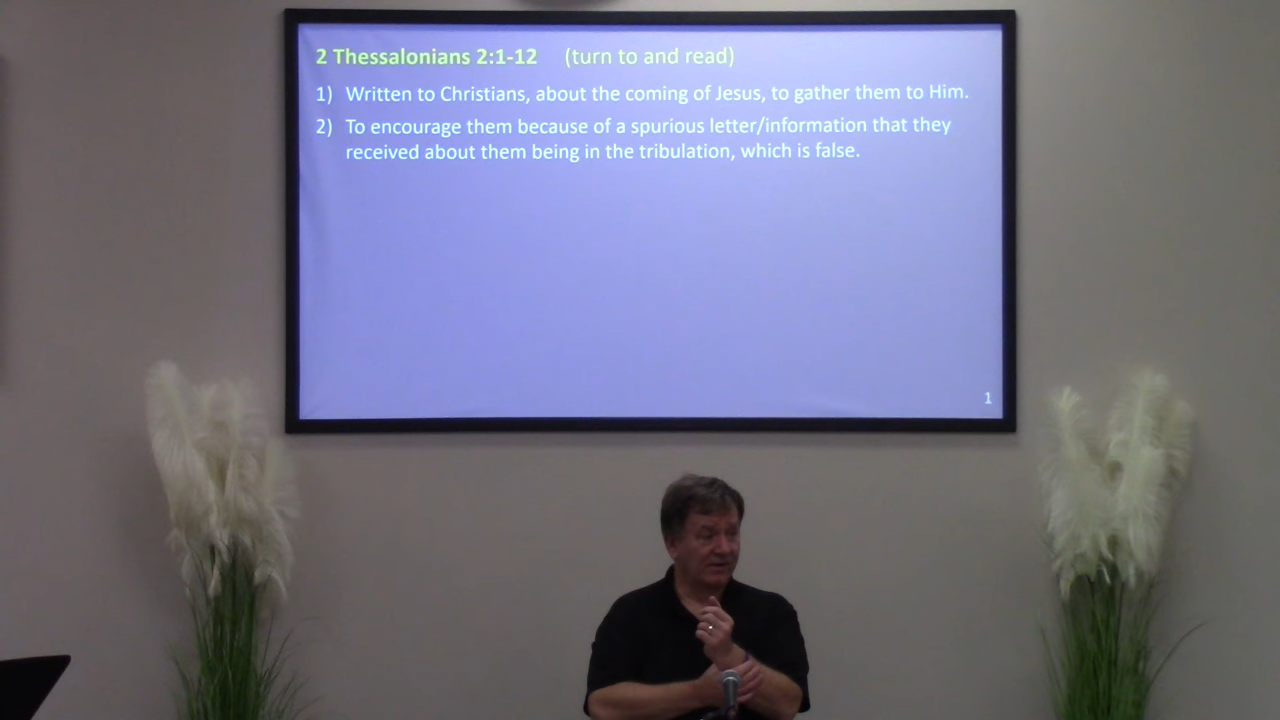 2 Thessalonians 2:1-12 (turn to and read)
1) Written to Christians, about the coming of Jesus, to gather them to Him.
2) To encourage them because of a spurious letter/information that they
received about them being in the tribulation, which is false.
1